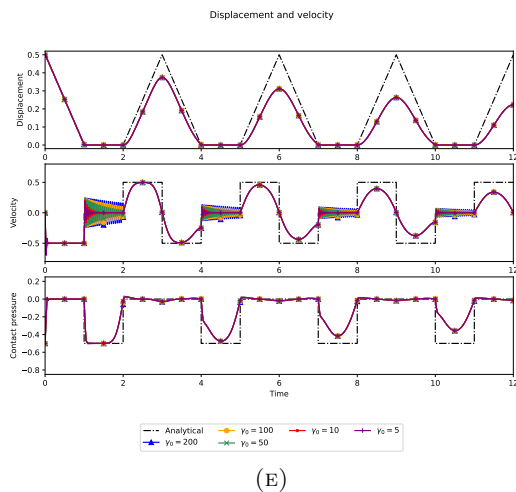 Displacement and velocity
0.5
0.4
0.3
0.2
0.1
0.0
Displacement
0 2 4 6 8 10 12
0.5
0.0
−0.5
Velocity
0 2 4 6 8 10 12
0.2
0.0
−0.2
−0.4
−0.6
−0.8
Contact pressure
0 2 4 6 8 10 12
Time
Analytical γ₀ = 100 γ₀ = 10 γ₀ = 5
γ₀ = 200 γ₀ = 50
(E)